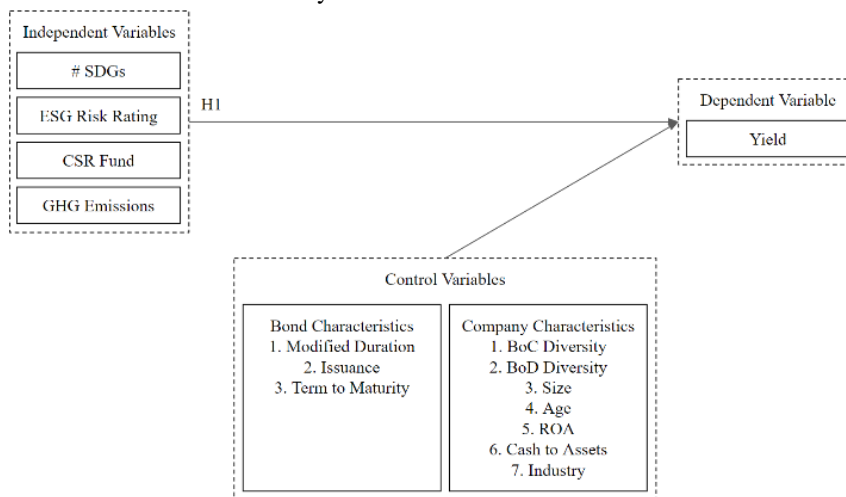 Independent Variables
# SDGs
ESG Risk Rating
CSR Fund
GHG Emissions
H1
Dependent Variable
Yield
Control Variables
Bond Characteristics
1. Modified Duration
2. Issuance
3. Term to Maturity
Company Characteristics
1. BoC Diversity
2. BoD Diversity
3. Size
4. Age
5. ROA
6. Cash to Assets
7. Industry